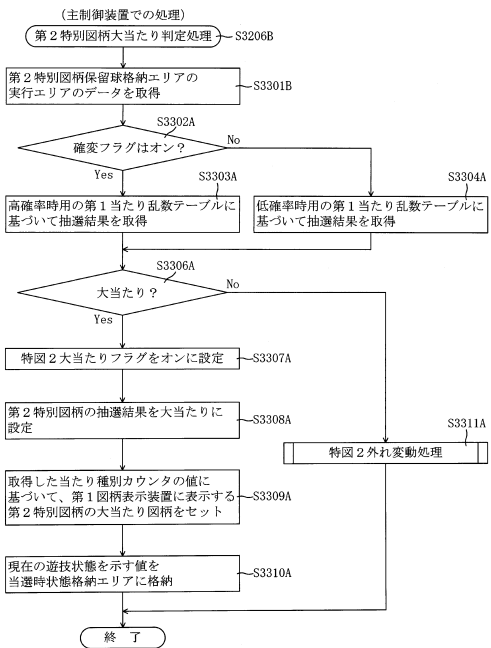 （主制御装置での処理）
第２特別図柄大当たり判定処理
S3206B
第２特別図柄保留球格納エリアの
実行エリアのデータを取得
S3301B
S3302A
確変フラグはオン？
No
Yes
S3303A
S3304A
高確率時用の第１当たり乱数テーブルに
基づいて抽選結果を取得
低確率時用の第１当たり乱数テーブルに
基づいて抽選結果を取得
S3306A
大当たり？
No
Yes
特図２大当たりフラグをオンに設定
S3307A
第２特別図柄の抽選結果を大当たりに
設定
S3308A
S3311A
特図２外れ変動処理
取得した当たり種別カウンタの値に
基づいて、第１図柄表示装置に表示する
第２特別図柄の大当たり図柄をセット
S3309A
現在の遊技状態を示す値を
当選時状態格納エリアに格納
S3310A
終 了